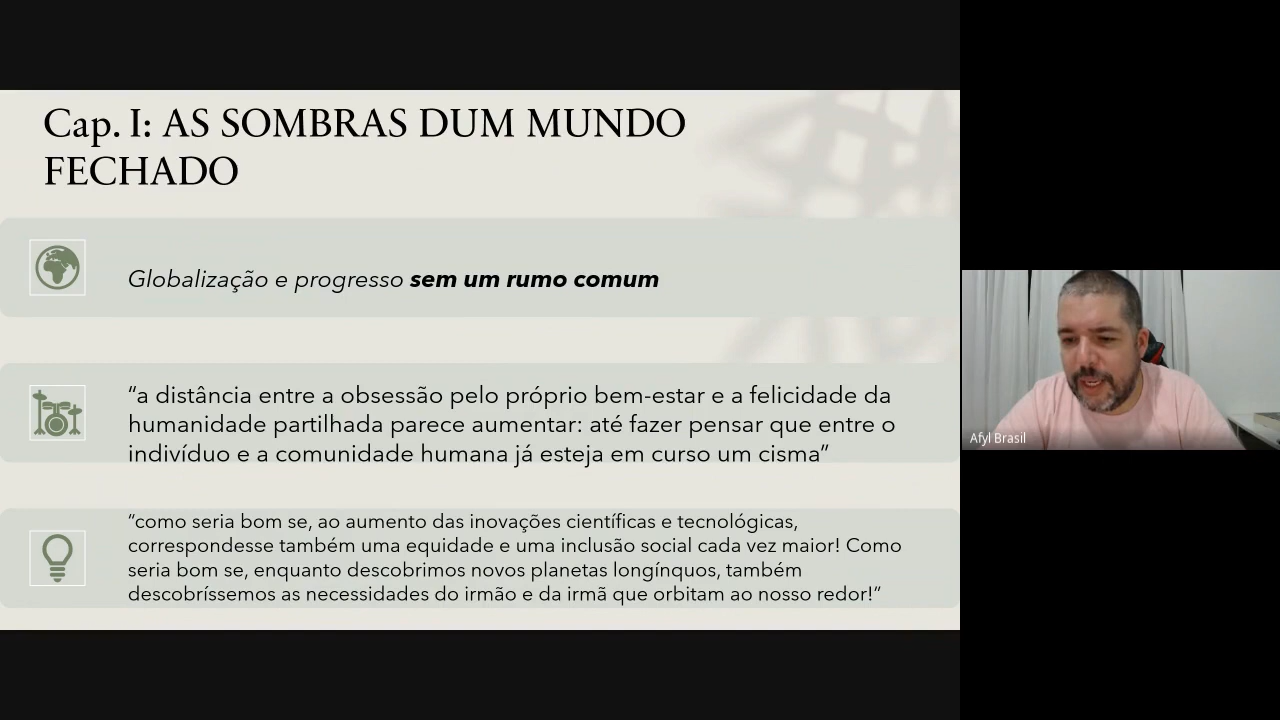 Cap. I: AS SOMBRAS DUM MUNDO
FECHADO
Globalização e progresso sem um rumo comum
“a distância entre a obsessão pelo próprio bem-estar e a felicidade da
humanidade partilhada parece aumentar: até fazer pensar que entre o
indivíduo e a comunidade humana já esteja em curso um cisma”
“como seria bom se, ao aumento das inovações científicas e tecnológicas,
correspondesse também uma equidade e uma inclusão social cada vez maior! Como
seria bom se, enquanto descobrimos novos planetas longínquos, também
descobríssemos as necessidades do irmão e da irmã que orbitam ao nosso redor!”
Afyl Brasil